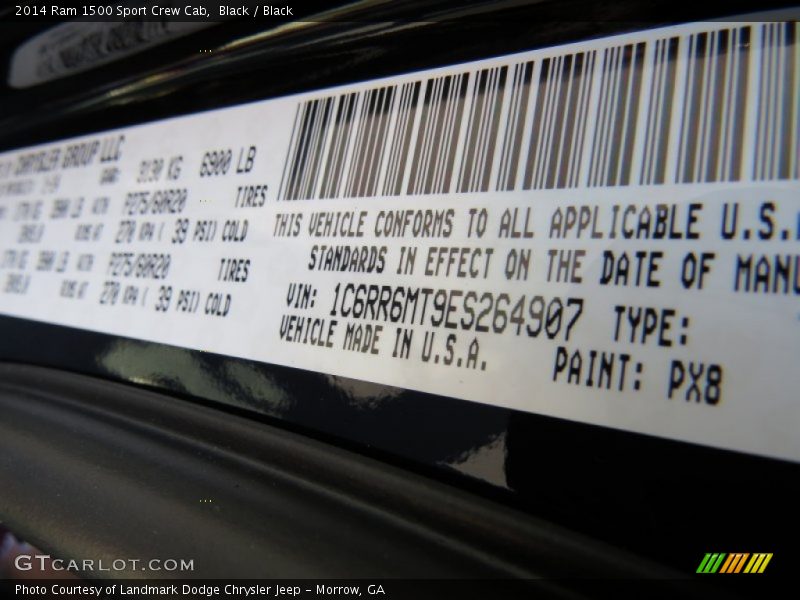 2014 Ram 1500 Sport Crew Cab,  Black / Black
CHRYSLER GROUP LLC
3130 KG 6900 LB
P275/60R20 TIRES
270 KPA ( 39 PSI) COLD
P275/60R20 TIRES
270 KPA ( 39 PSI) COLD
THIS VEHICLE CONFORMS TO ALL APPLICABLE U.S.
STANDARDS IN EFFECT ON THE DATE OF MANU
VIN: 1C6RR6MT9ES264907 TYPE:
VEHICLE MADE IN U.S.A. PAINT: PX8
GTCARLOT.COM
Photo Courtesy of Landmark Dodge Chrysler Jeep – Morrow, GA